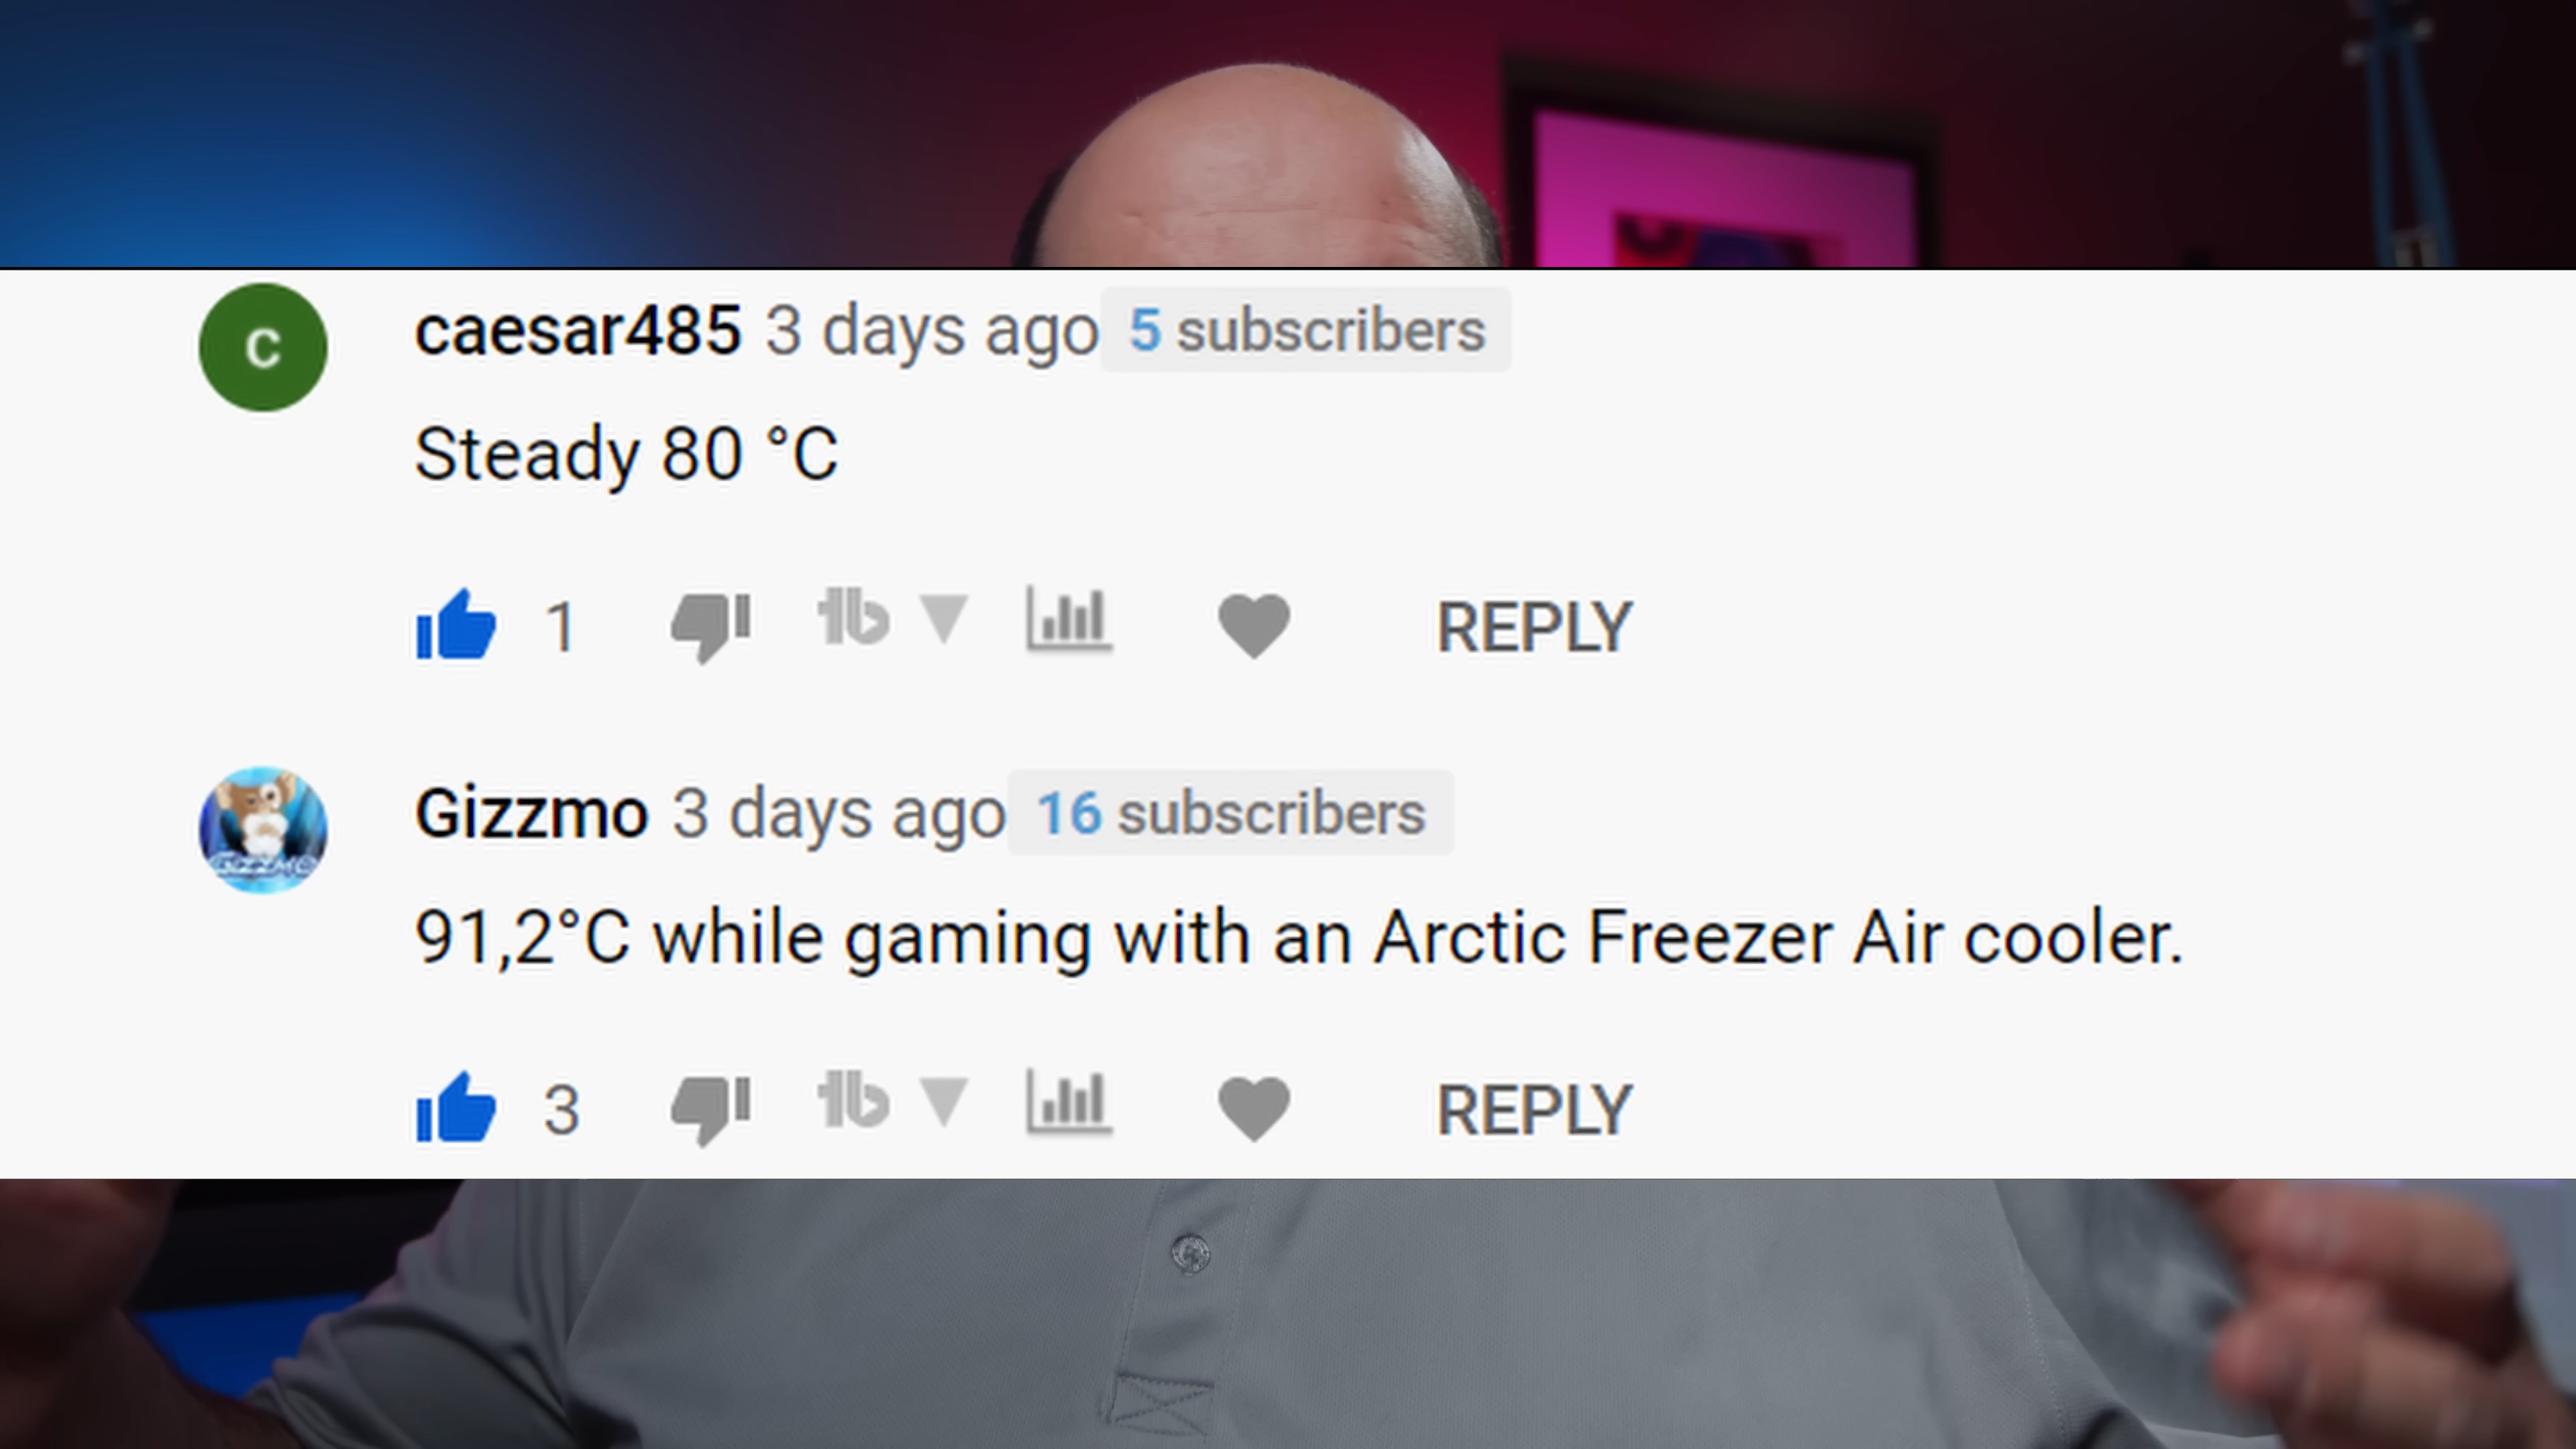 C
caesar485 3 days ago 5 subscribers
Steady 80 °C
1 REPLY
GIZZMO
Gizzmo 3 days ago 16 subscribers
91,2°C while gaming with an Arctic Freezer Air cooler.
3 REPLY